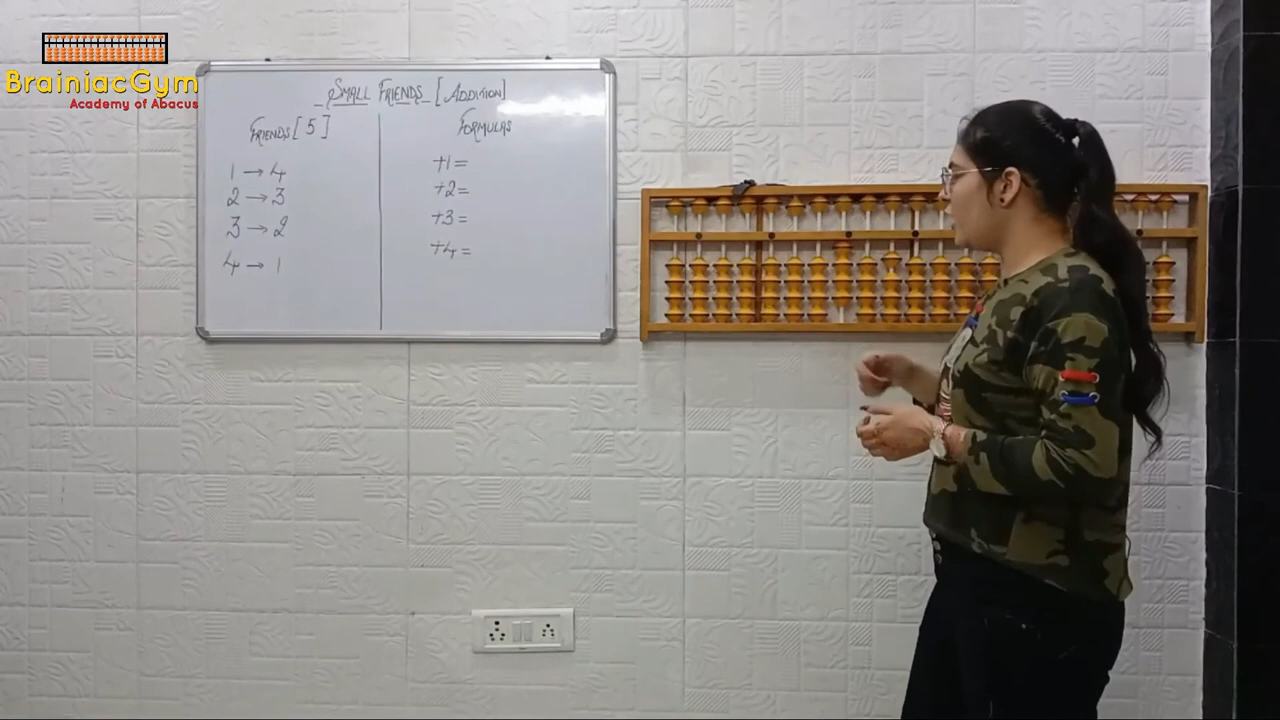 BrainiacGym
Academy of Abacus
SMALL FRIENDS [ADDITION]
FRIENDS [5]
1 → 4
2 → 3
3 → 2
4 → 1
FORMULAS
+1=
+2=
+3=
+4=